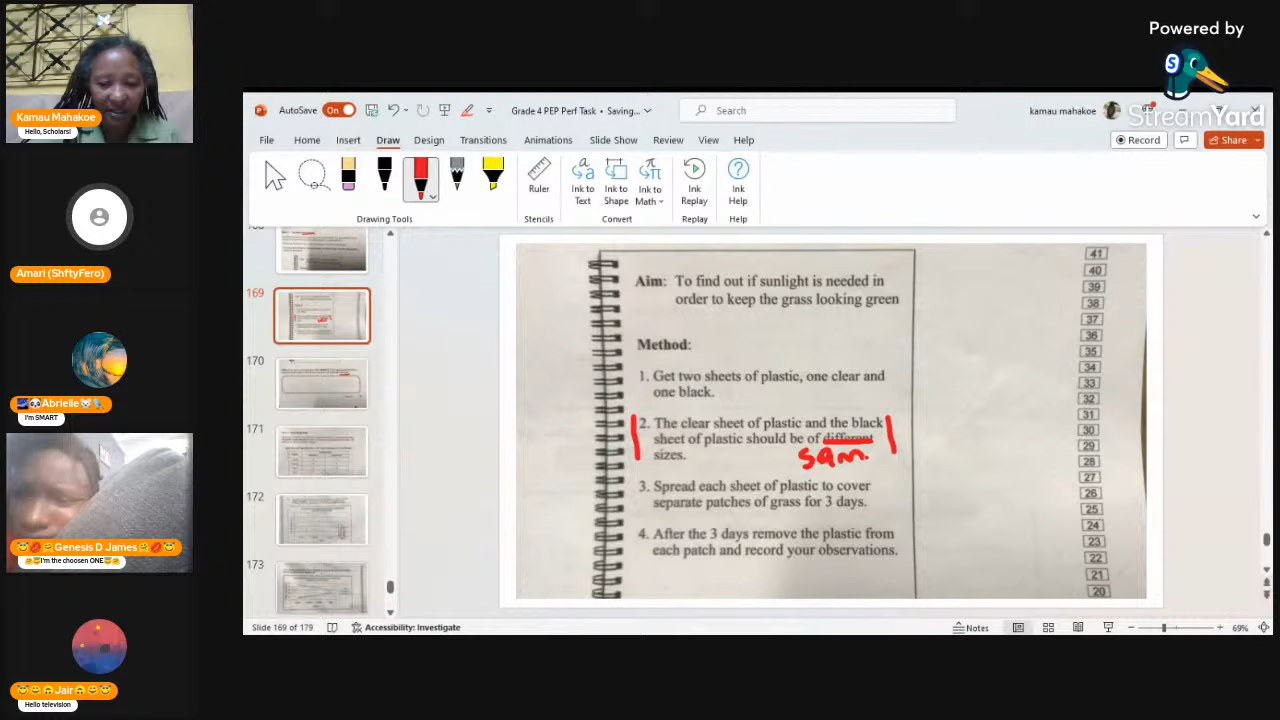 Powered by
StreamYard
Kamau Mahakoe
Hello, Scholars!
Amari (ShftyFero)
Abrielle
I'm SMART
Genesis D James
I'm the choosen ONE
Jair
Hello television
AutoSave On
Grade 4 PEP Perf Task • Saving...
Search
kamau mahakoe
File Home Insert Draw Design Transitions Animations Slide Show Review View Help
Record
Share
Ruler
Ink to Text
Ink to Shape
Ink to Math
Ink Replay
Ink Help
Drawing Tools
Stencils
Convert
Replay
Help
169
170
171
172
173
Aim: To find out if sunlight is needed in
order to keep the grass looking green
Method:
1. Get two sheets of plastic, one clear and
one black.
2. The clear sheet of plastic and the black
sheet of plastic should be of different
sam.
sizes.
3. Spread each sheet of plastic to cover
separate patches of grass for 3 days.
4. After the 3 days remove the plastic from
each patch and record your observations.
41
40
39
38
37
36
35
34
33
32
31
30
29
28
27
26
25
24
23
22
21
20
Slide 169 of 179
Accessibility: Investigate
Notes
69%